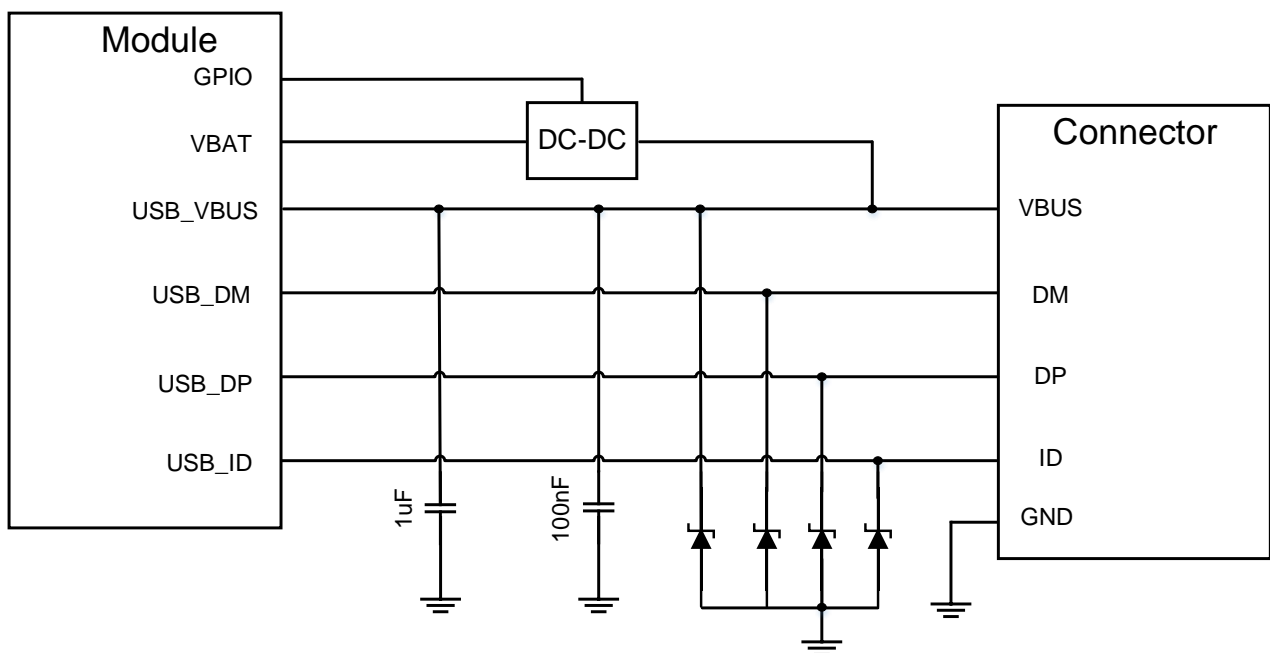 Module
GPIO
VBAT
USB_VBUS
USB_DM
USB_DP
USB_ID
DC-DC
1uF
100nF
Connector
VBUS
DM
DP
ID
GND